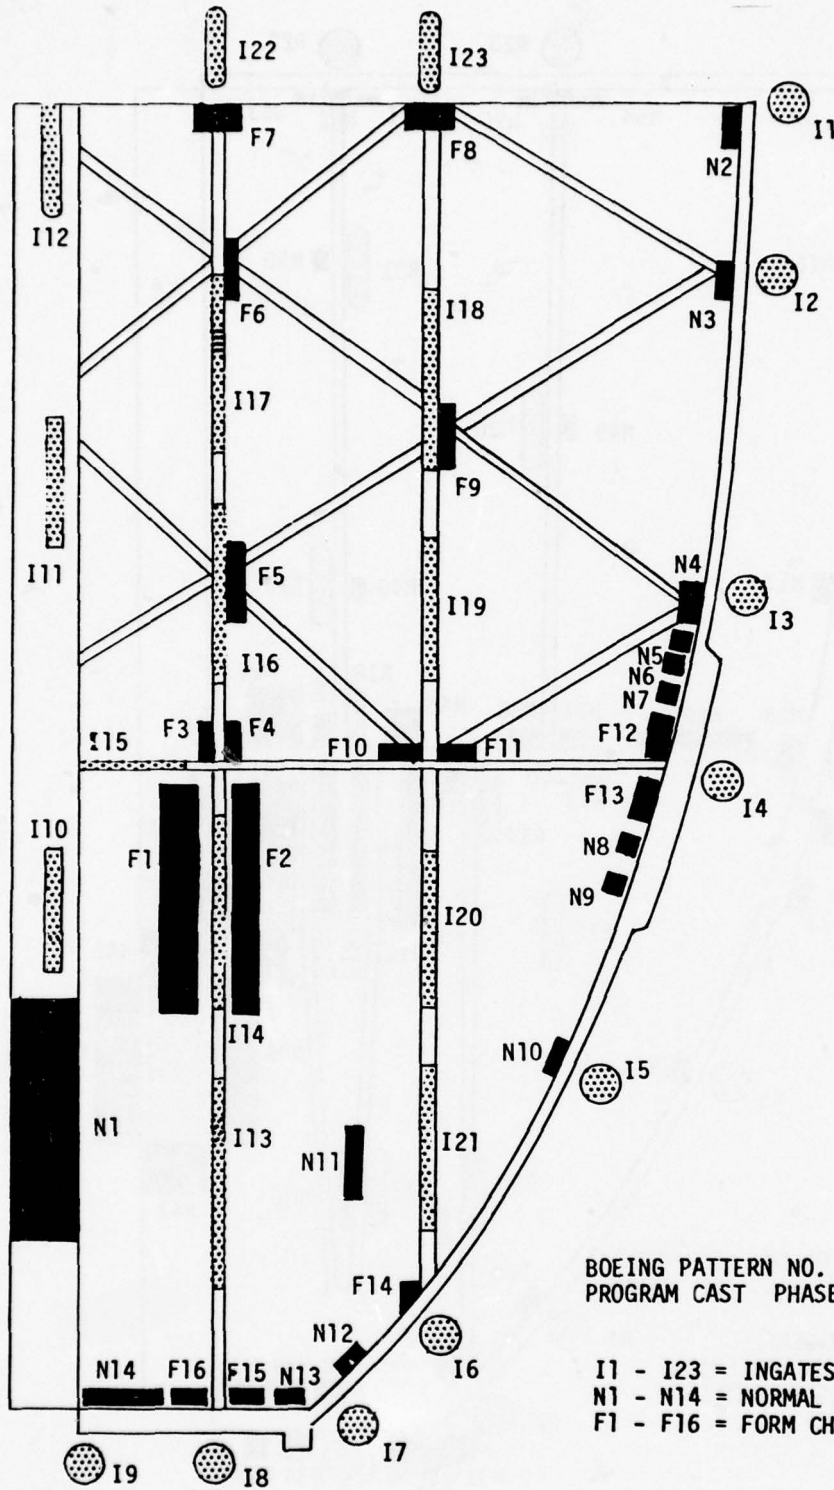 I22 I23
I1
F7 F8 N2
I12
F6 I18 N3 I2
I17
F9
I11 F5 N4
I19 I3
I16 N5
N6
N7
F3 F4 F12
I15 F10 F11
F13 I4
I10
F1 F2 N8
N9
I20
I14 N10
I5
N1 I13
N11 I21
BOEING PATTERN NO.
F14 PROGRAM CAST PHASE
N12
I6
N14 F16 F15 N13
I1 - I23 = INGATES
N1 - N14 = NORMAL
F1 - F16 = FORM CH
I7
I9 I8